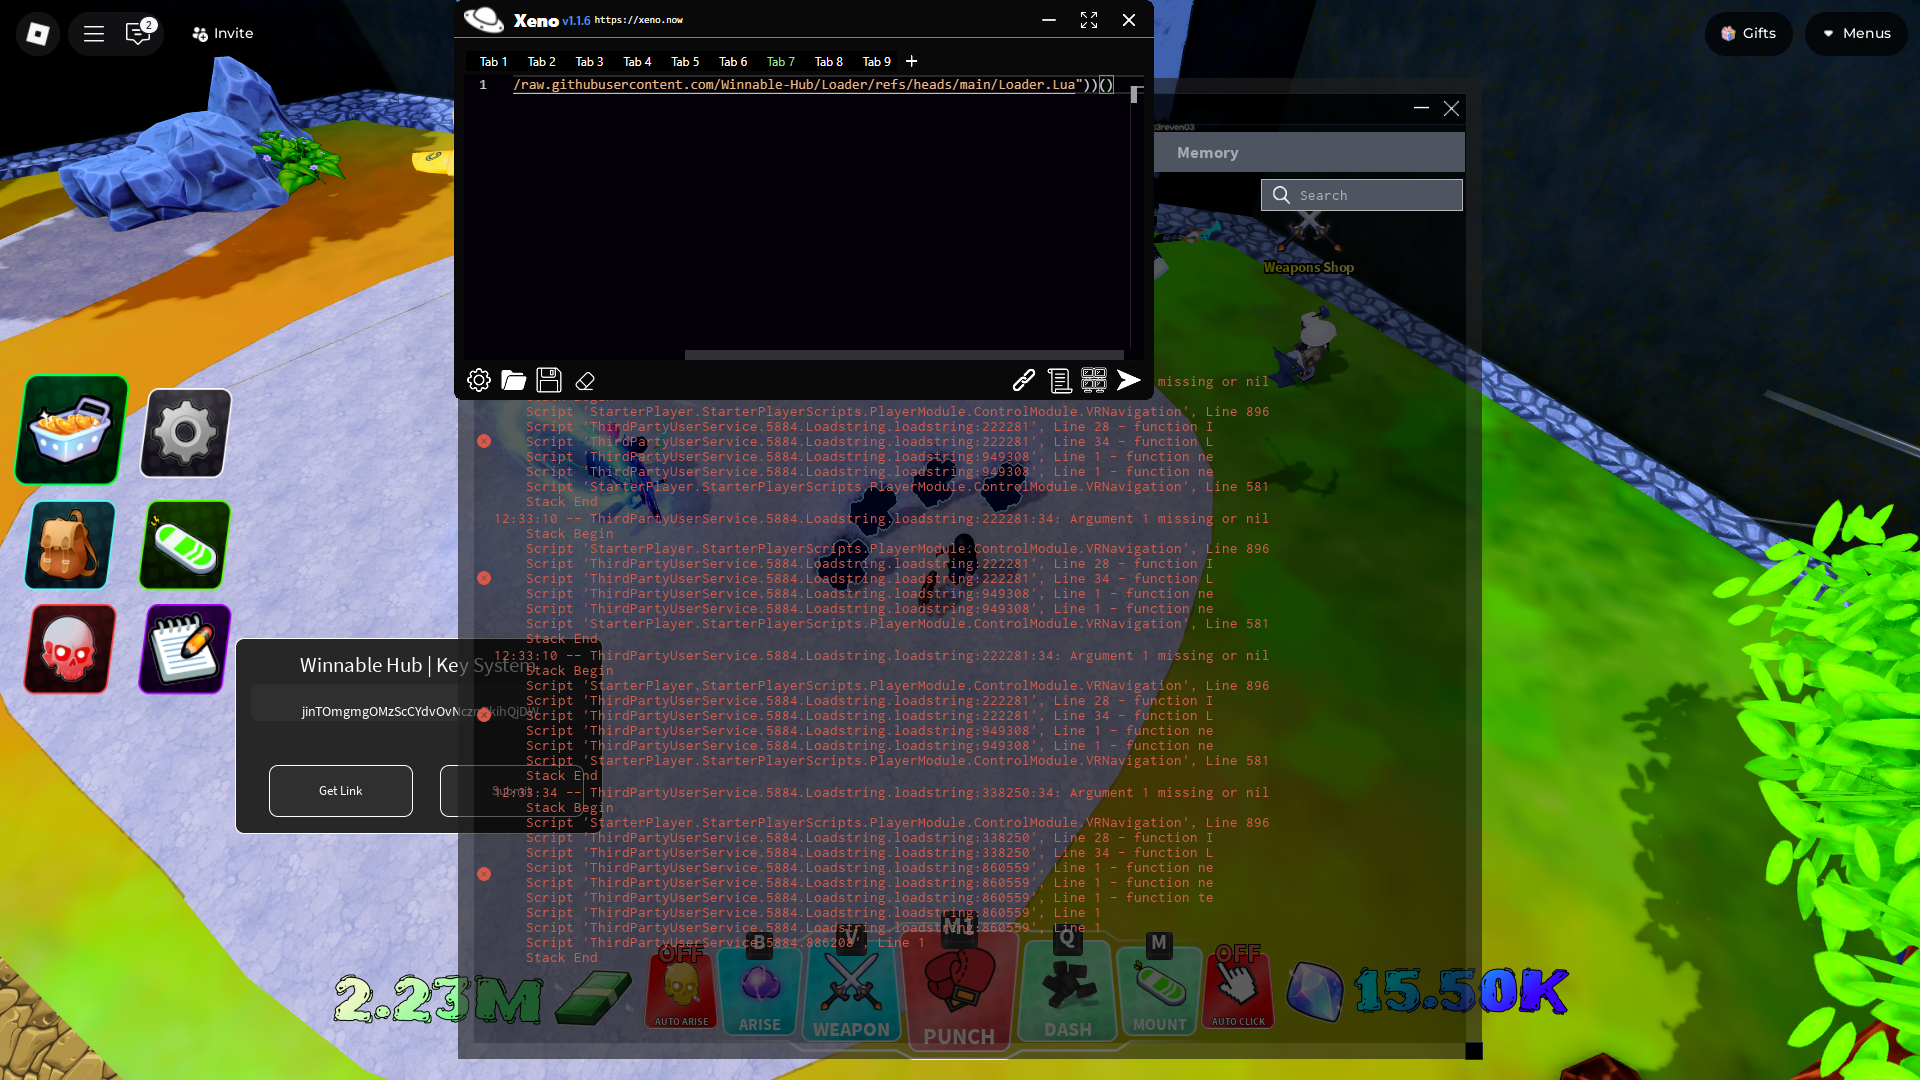 2
Invite
Xeno v1.1.6 https://xeno.now
Gifts
Menus
Tab 1 Tab 2 Tab 3 Tab 4 Tab 5 Tab 6 Tab 7 Tab 8 Tab 9 +
1 /raw.githubusercontent.com/Winnable-Hub/Loader/refs/heads/main/Loader.Lua"))()
Memory
Search
Weapons Shop
missing or nil
Script 'StarterPlayer.StarterPlayerScripts.PlayerModule.ControlModule.VRNavigation', Line 896
Script 'ThirdPartyUserService.5884.Loadstring.loadstring:222281', Line 28 - function I
Script 'ThirdPartyUserService.5884.Loadstring.loadstring:222281', Line 34 - function L
Script 'ThirdPartyUserService.5884.Loadstring.loadstring:949308', Line 1 - function ne
Script 'ThirdPartyUserService.5884.Loadstring.loadstring:949308', Line 1 - function ne
Script 'StarterPlayer.StarterPlayerScripts.PlayerModule.ControlModule.VRNavigation', Line 581
Stack End
12:33:10 -- ThirdPartyUserService.5884.Loadstring.loadstring:222281:34: Argument 1 missing or nil
Stack Begin
Script 'StarterPlayer.StarterPlayerScripts.PlayerModule.ControlModule.VRNavigation', Line 896
Script 'ThirdPartyUserService.5884.Loadstring.loadstring:222281', Line 28 - function I
Script 'ThirdPartyUserService.5884.Loadstring.loadstring:222281', Line 34 - function L
Script 'ThirdPartyUserService.5884.Loadstring.loadstring:949308', Line 1 - function ne
Script 'ThirdPartyUserService.5884.Loadstring.loadstring:949308', Line 1 - function ne
Script 'StarterPlayer.StarterPlayerScripts.PlayerModule.ControlModule.VRNavigation', Line 581
Stack End
12:33:10 -- ThirdPartyUserService.5884.Loadstring.loadstring:222281:34: Argument 1 missing or nil
Stack Begin
Script 'StarterPlayer.StarterPlayerScripts.PlayerModule.ControlModule.VRNavigation', Line 896
Script 'ThirdPartyUserService.5884.Loadstring.loadstring:222281', Line 28 - function I
Script 'ThirdPartyUserService.5884.Loadstring.loadstring:222281', Line 34 - function L
Script 'ThirdPartyUserService.5884.Loadstring.loadstring:949308', Line 1 - function ne
Script 'ThirdPartyUserService.5884.Loadstring.loadstring:949308', Line 1 - function ne
Script 'StarterPlayer.StarterPlayerScripts.PlayerModule.ControlModule.VRNavigation', Line 581
Stack End
12:33:34 -- ThirdPartyUserService.5884.Loadstring.loadstring:338250:34: Argument 1 missing or nil
Stack Begin
Script 'StarterPlayer.StarterPlayerScripts.PlayerModule.ControlModule.VRNavigation', Line 896
Script 'ThirdPartyUserService.5884.Loadstring.loadstring:338250', Line 28 - function I
Script 'ThirdPartyUserService.5884.Loadstring.loadstring:338250', Line 34 - function L
Script 'ThirdPartyUserService.5884.Loadstring.loadstring:860559', Line 1 - function ne
Script 'ThirdPartyUserService.5884.Loadstring.loadstring:860559', Line 1 - function ne
Script 'ThirdPartyUserService.5884.Loadstring.loadstring:860559', Line 1 - function te
Script 'ThirdPartyUserService.5884.Loadstring.loadstring:860559', Line 1
Script 'ThirdPartyUserService.5884.Loadstring.loadstring:860559', Line 1
Script 'ThirdPartyUserService.5884.886208', Line 1
Stack End
Winnable Hub | Key System
Get Link
2.23M
OFF
AUTO ARISE
B
ARISE
V
WEAPON
M1
PUNCH
Q
DASH
M
MOUNT
OFF
AUTO CLICK
15.50K